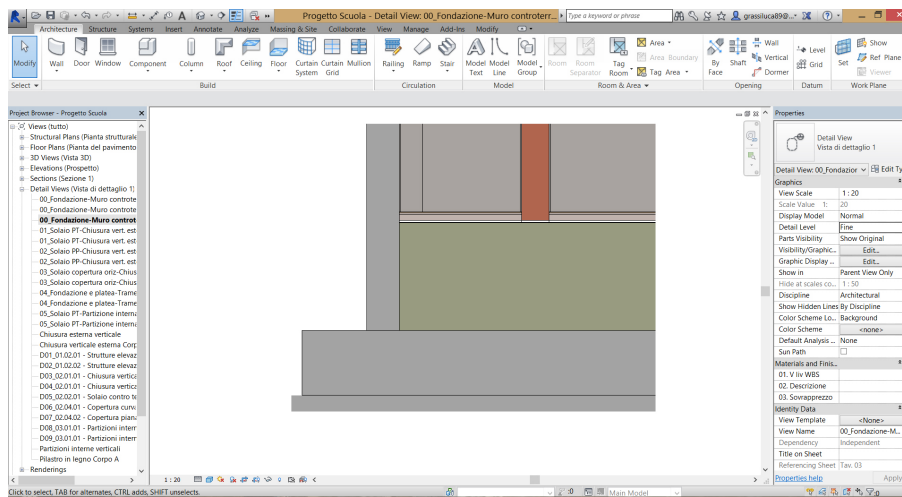 Progetto Scuola - Detail View: 00_Fondazione-Muro controterr...
Type a keyword or phrase
grassiluca89@...
Architecture Structure Systems Insert Annotate Analyze Massing & Site Collaborate View Manage Add-Ins Modify
Modify Wall Door Window Component Column Roof Ceiling Floor Curtain System Curtain Grid Mullion Railing Ramp Stair Model Text Model Line Model Group Room Room Separator Tag Room By Face Shaft Set
Area
Area Boundary
Tag Area
Wall
Vertical
Dormer
Level
Grid
Show
Ref Plane
Viewer
Select Build Circulation Model Room & Area Opening Datum Work Plane
Project Browser - Progetto Scuola
Views (tutto)
Structural Plans (Pianta strutturale
Floor Plans (Pianta del pavimento
3D Views (Vista 3D)
Elevations (Prospetto)
Sections (Sezione 1)
Detail Views (Vista di dettaglio 1)
00_Fondazione-Muro controte
00_Fondazione-Muro controte
00_Fondazione-Muro controt
01_Solaio PT-Chiusura vert. est
01_Solaio PT-Chiusura vert. est
02_Solaio PP-Chiusura vert. est
02_Solaio PP-Chiusura vert. est
03_Solaio copertura oriz-Chius
03_Solaio copertura oriz-Chius
04_Fondazione e platea-Trame
04_Fondazione e platea-Trame
05_Solaio PT-Partizione interna
05_Solaio PT-Partizione interna
Chiusura esterna verticale
Chiusura verticale esterna Corp
D01_01.02.01 - Strutture elevaz
D02_01.02.02 - Strutture elevaz
D03_02.01.01 - Chiusura vertica
D04_02.01.01 - Chiusura vertica
D05_02.02.01 - Solaio contro te
D06_02.04.01 - Copertura curva
D07_02.04.02 - Copertura piana
D08_03.01.01 - Partizioni interr
D09_03.01.01 - Partizioni interr
Partizioni interne verticali
Pilastro in legno Corpo A
Renderings
1 : 20
Properties
Detail View
Vista di dettaglio 1
Detail View: 00_Fondazior Edit Ty
Graphics
View Scale 1 : 20
Scale Value 1: 20
Display Model Normal
Detail Level Fine
Parts Visibility Show Original
Visibility/Graphic... Edit...
Graphic Display ... Edit...
Show in Parent View Only
Hide at scales co... 1 : 50
Discipline Architectural
Show Hidden Lines By Discipline
Color Scheme Lo... Background
Color Scheme <none>
Default Analysis ... None
Sun Path
Materials and Finis...
01. V liv WBS
02. Descrizione
03. Sovrapprezzo
Identity Data
View Template <None>
View Name 00_Fondazione-M...
Dependency Independent
Title on Sheet
Referencing Sheet Tav. 03
Properties help Apply
Click to select, TAB for alternates, CTRL adds, SHIFT unselects.
:0 Main Model :0